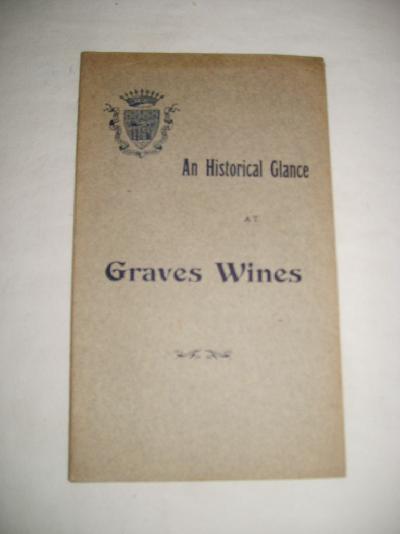 An Historical Glance
AT
Graves Wines